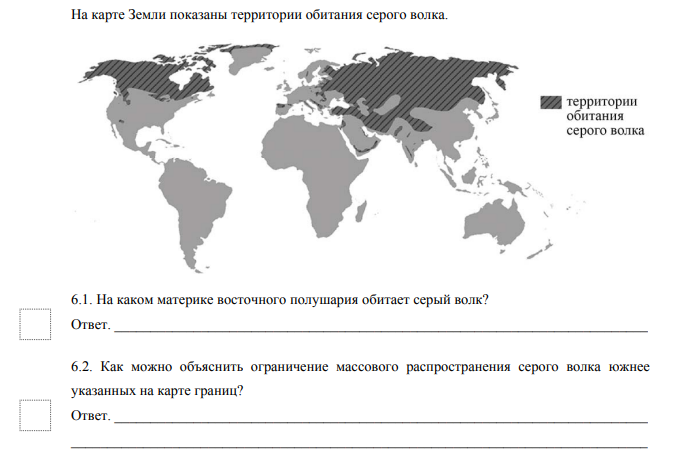 На карте Земли показаны территории обитания серого волка.
территории
обитания
серого волка
6.1. На каком материке восточного полушария обитает серый волк?
Ответ.
6.2. Как можно объяснить ограничение массового распространения серого волка южнее
указанных на карте границ?
Ответ.